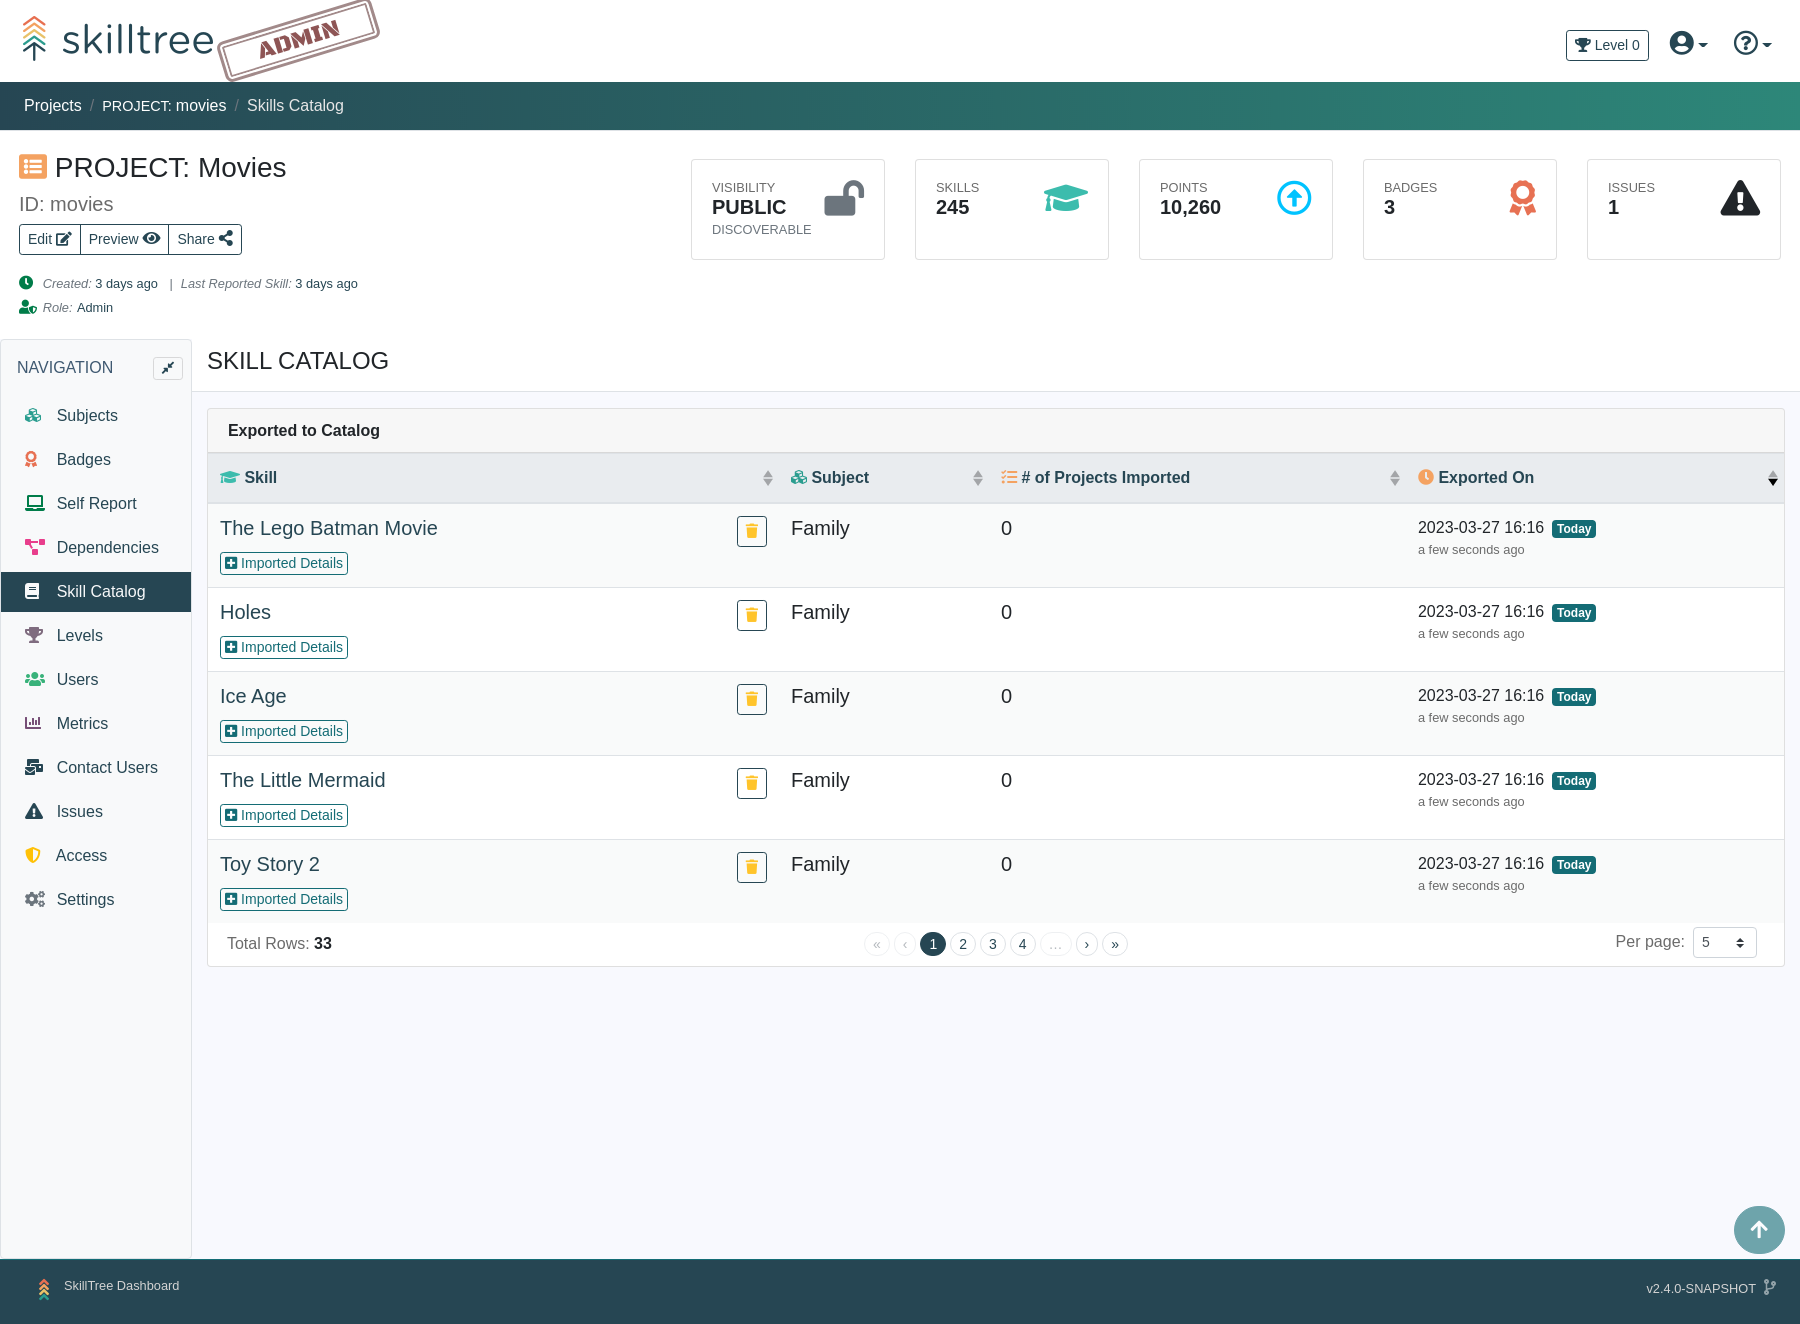 skilltree
ADMIN
Level 0
Projects / PROJECT: movies / Skills Catalog
PROJECT: Movies
ID: movies
Edit Preview Share
Created: 3 days ago | Last Reported Skill: 3 days ago
Role: Admin
VISIBILITY
PUBLIC
DISCOVERABLE
SKILLS
245
POINTS
10,260
BADGES
3
ISSUES
1
NAVIGATION
Subjects
Badges
Self Report
Dependencies
Skill Catalog
Levels
Users
Metrics
Contact Users
Issues
Access
Settings
SKILL CATALOG
Exported to Catalog
Skill Subject # of Projects Imported Exported On
The Lego Batman Movie Family 0 2023-03-27 16:16 Today
Imported Details a few seconds ago
Holes Family 0 2023-03-27 16:16 Today
Imported Details a few seconds ago
Ice Age Family 0 2023-03-27 16:16 Today
Imported Details a few seconds ago
The Little Mermaid Family 0 2023-03-27 16:16 Today
Imported Details a few seconds ago
Toy Story 2 Family 0 2023-03-27 16:16 Today
Imported Details a few seconds ago
Total Rows: 33 « ‹ 1 2 3 4 … › » Per page: 5
SkillTree Dashboard v2.4.0-SNAPSHOT